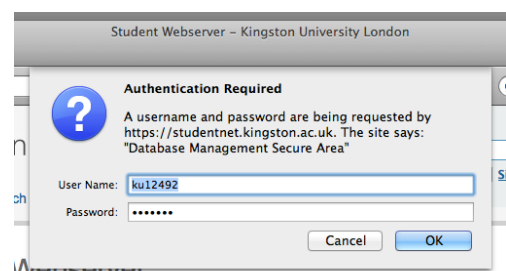 Student Webserver – Kingston University London
Authentication Required
A username and password are being requested by
https://studentnet.kingston.ac.uk. The site says:
"Database Management Secure Area"
User Name: ku12492
Password: •••••••
Cancel OK